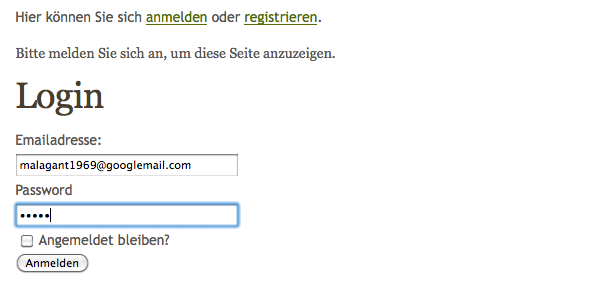 Hier können Sie sich anmelden oder registrieren.
Bitte melden Sie sich an, um diese Seite anzuzeigen.
Login
Emailadresse:
malagant1969@googlemail.com
Password
•••••
Angemeldet bleiben?
Anmelden